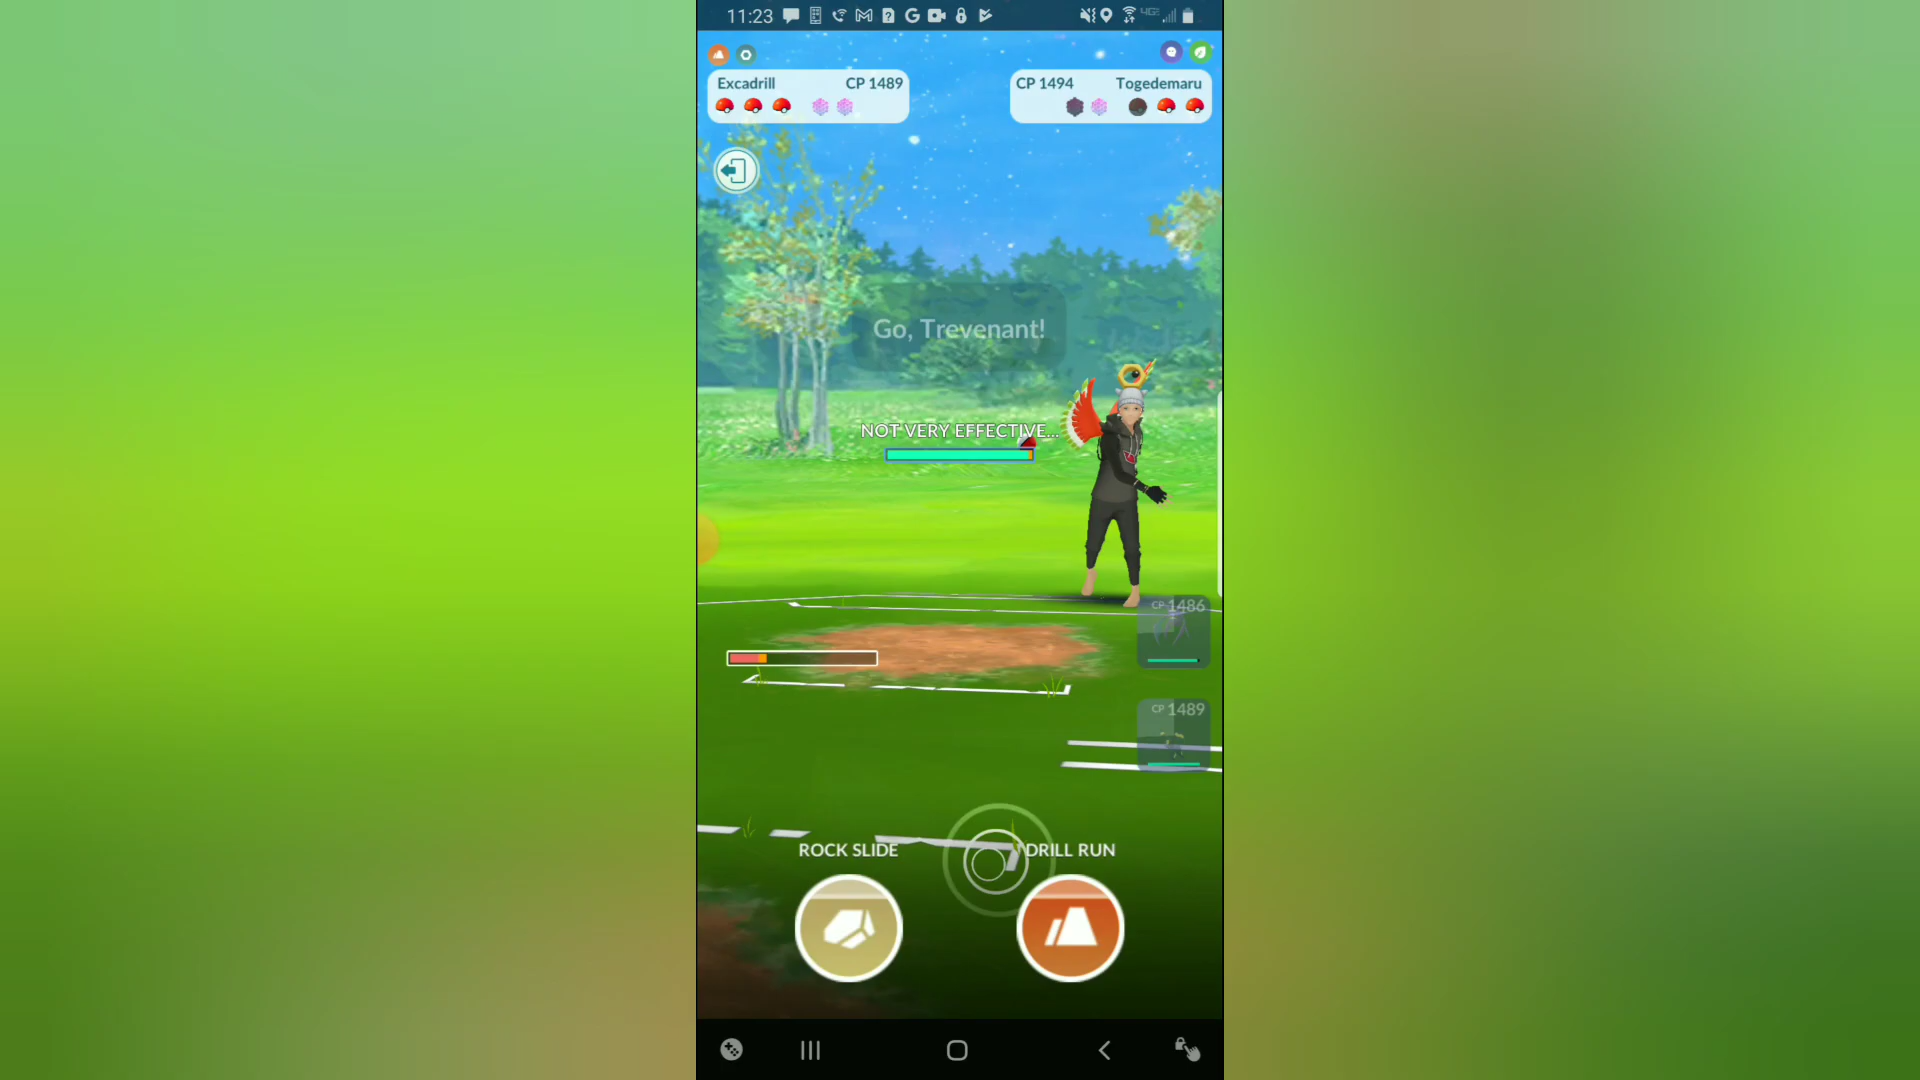 11:23
4GE
Excadrill CP 1489
CP 1494 Togedemaru
Go, Trevenant!
NOT VERY EFFECTIVE...
CP 1486
CP 1489
ROCK SLIDE
DRILL RUN